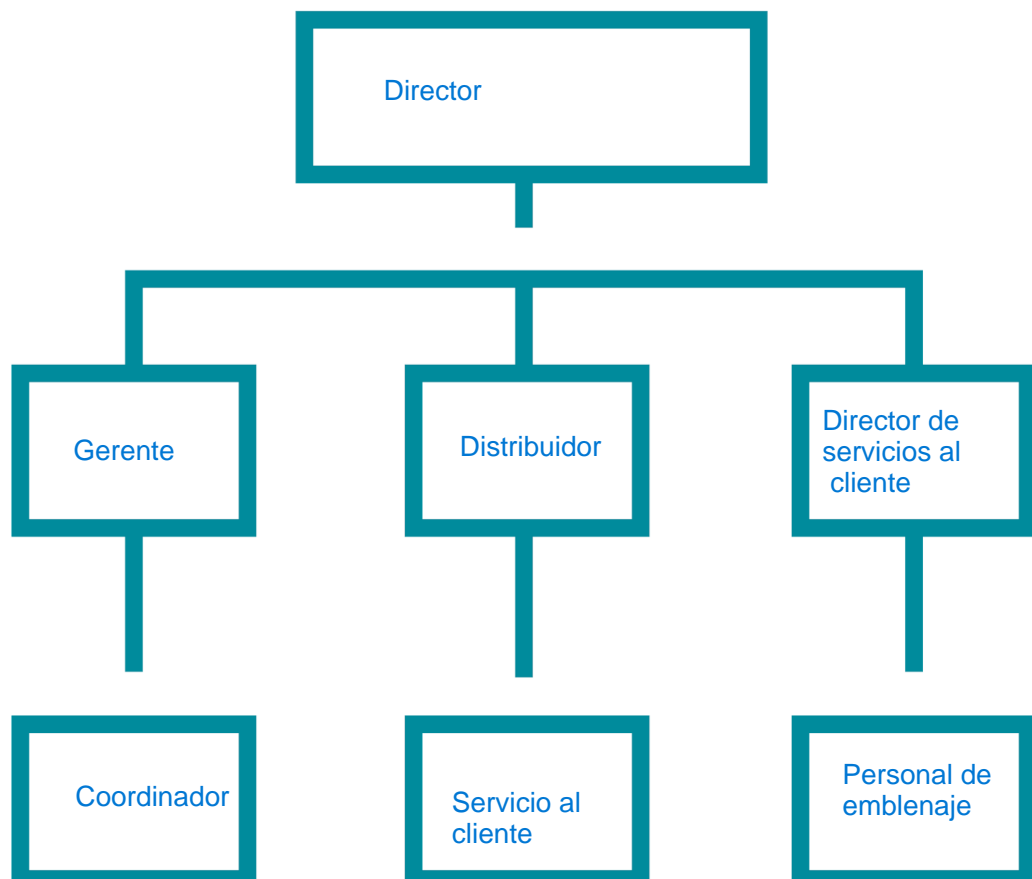 Director
Gerente
Distribuidor
Director de
servicios al
cliente
Coordinador
Servicio al
cliente
Personal de
emblenaje